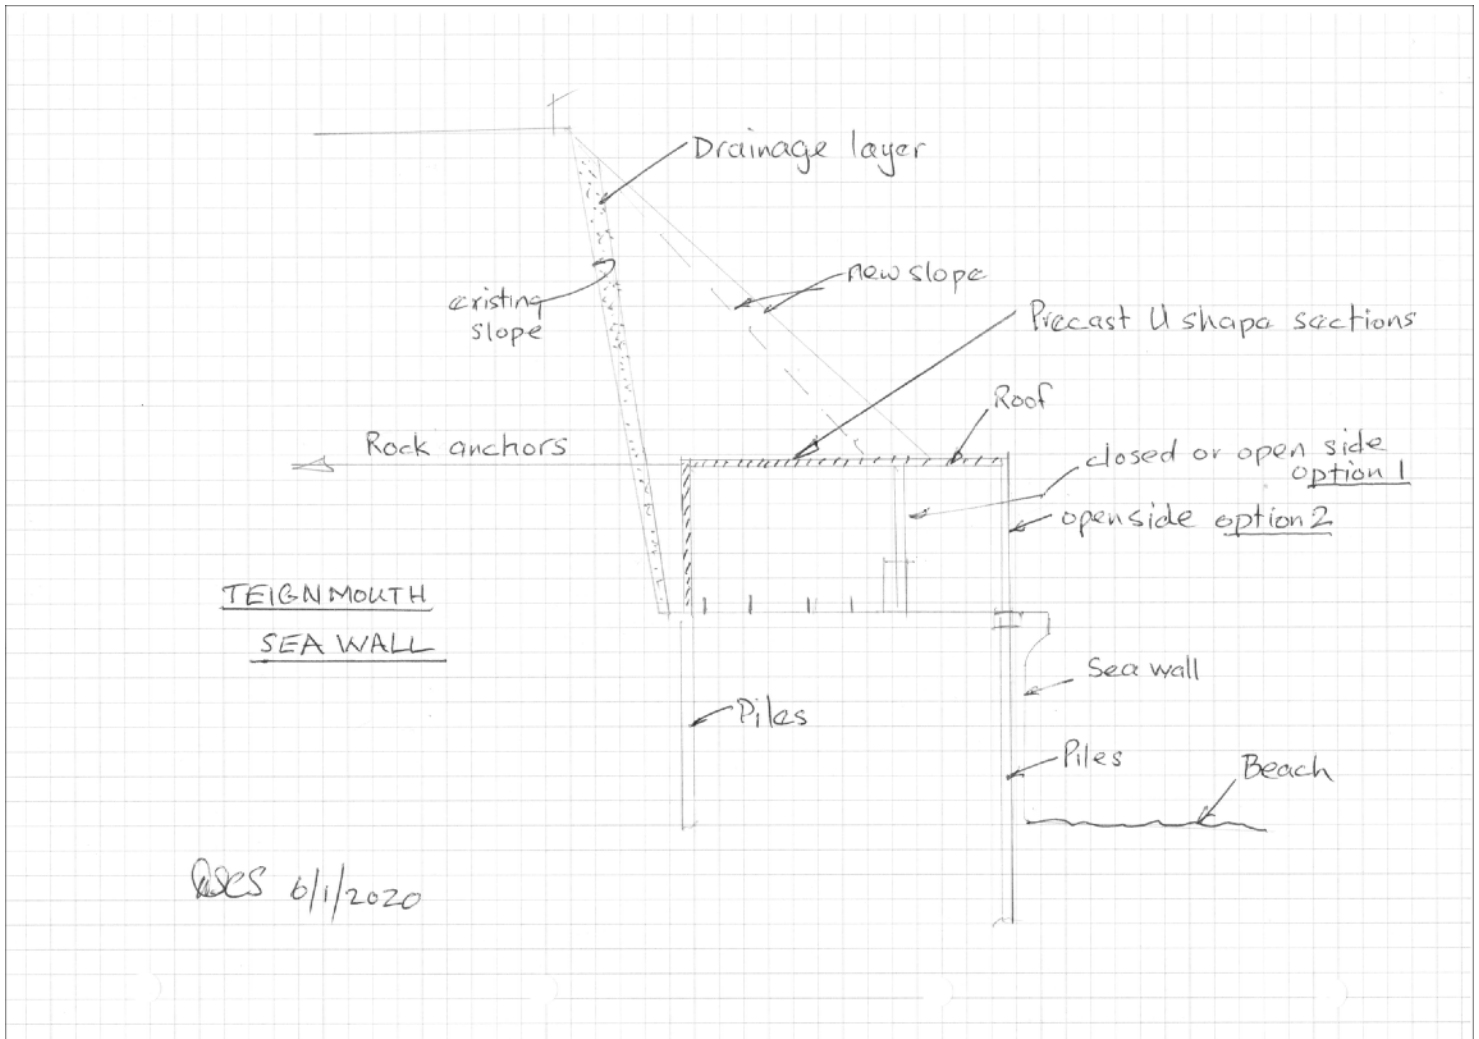 Drainage layer
existing
slope
new slope
Precast U shape sections
Roof
Rock anchors
closed or open side
option 1
openside option 2
TEIGNMOUTH
SEA WALL
Sea wall
Piles
Piles
Beach
6/1/2020